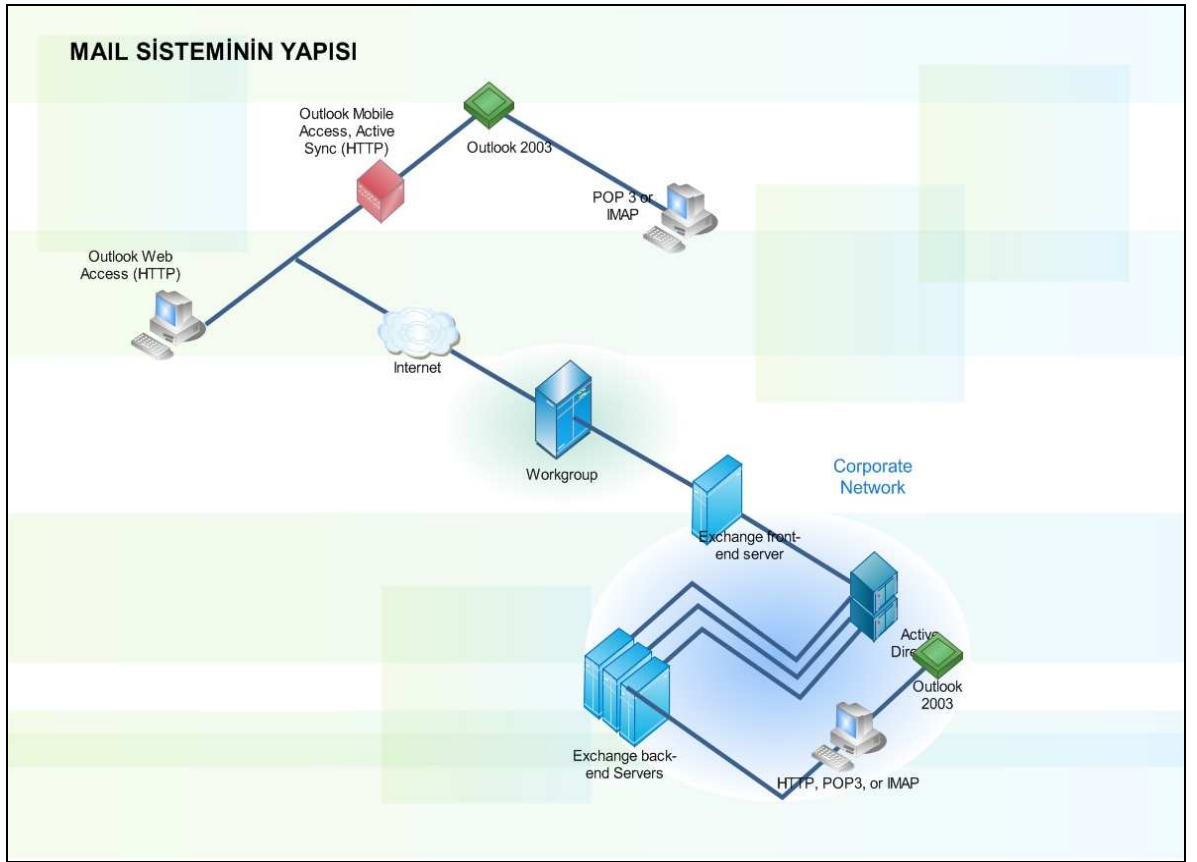 MAIL SİSTEMİNİN YAPISI
Outlook Mobile
Access, Active
Sync (HTTP)
Outlook 2003
POP 3 or
IMAP
Outlook Web
Access (HTTP)
Internet
Workgroup
Corporate
Network
Exchange front-
end server
Active
Outlook
2003
Exchange back-
end Servers
HTTP, POP3, or IMAP